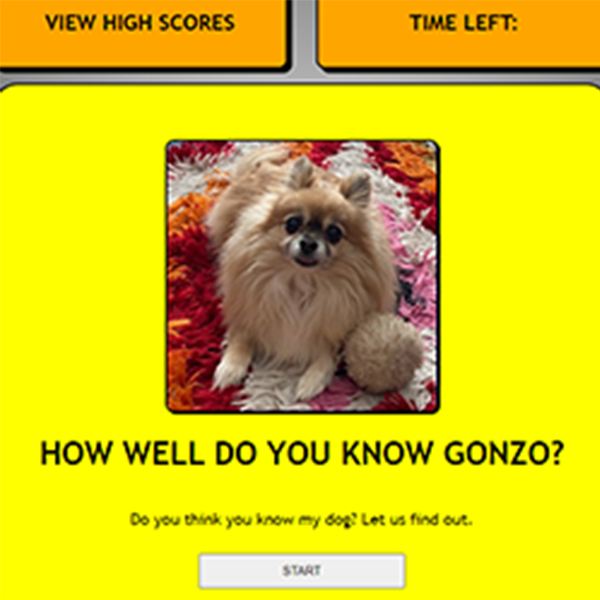 VIEW HIGH SCORES
TIME LEFT:
HOW WELL DO YOU KNOW GONZO?
Do you think you know my dog? Let us find out.
START